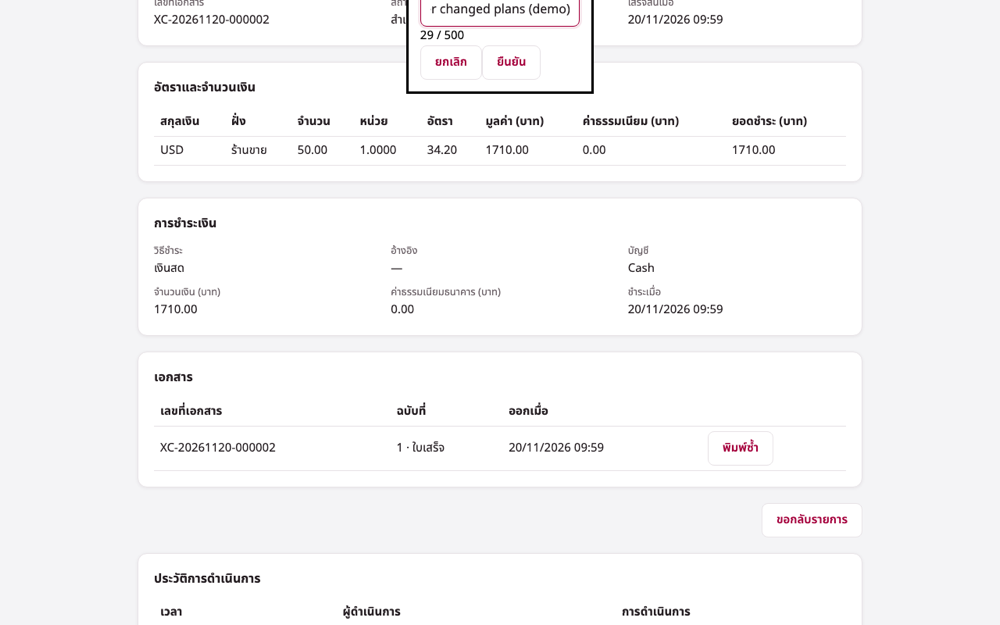 เลขที่เอกสาร
เสร็จสิ้นเมื่อ
XC-20261120-000002
20/11/2026 09:59
r changed plans (demo)
29 / 500
ยกเลิก
ยืนยัน
อัตราและจำนวนเงิน
สกุลเงิน ฝั่ง จำนวน หน่วย อัตรา มูลค่า (บาท) ค่าธรรมเนียม (บาท) ยอดชำระ (บาท)
USD ร้านขาย 50.00 1.0000 34.20 1710.00 0.00 1710.00
การชำระเงิน
วิธีชำระ อ้างอิง บัญชี
เงินสด — Cash
จำนวนเงิน (บาท) ค่าธรรมเนียมธนาคาร (บาท) ชำระเมื่อ
1710.00 0.00 20/11/2026 09:59
เอกสาร
เลขที่เอกสาร ฉบับที่ ออกเมื่อ
XC-20261120-000002 1 · ใบเสร็จ 20/11/2026 09:59 พิมพ์ซ้ำ
ขอกลับรายการ
ประวัติการดำเนินการ
เวลา ผู้ดำเนินการ การดำเนินการ